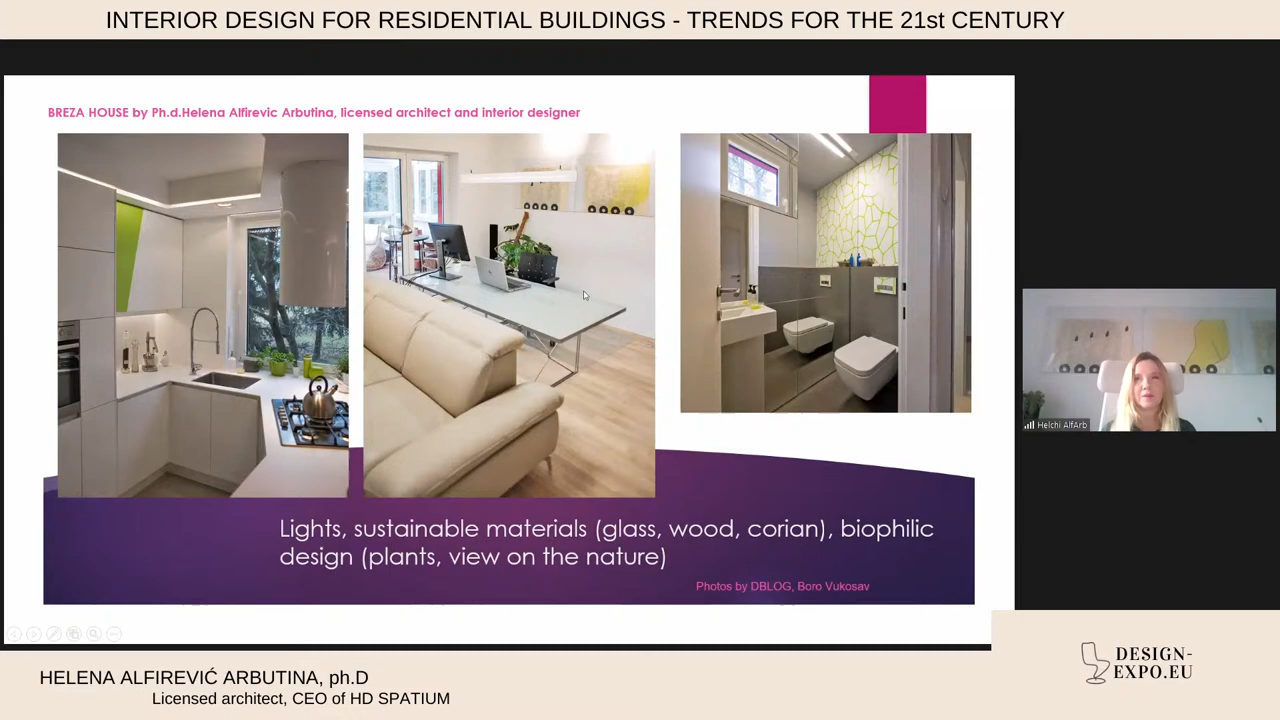 INTERIOR DESIGN FOR RESIDENTIAL BUILDINGS - TRENDS FOR THE 21st CENTURY
BREZA HOUSE by Ph.d.Helena Alfirevic Arbutina, licensed architect and interior designer
Helchi AlfArb
Lights, sustainable materials (glass, wood, corian), biophilic
design (plants, view on the nature)
Photos by DBLOG, Boro Vukosav
HELENA ALFIREVIĆ ARBUTINA, ph.D
Licensed architect, CEO of HD SPATIUM
DESIGN-
EXPO.EU